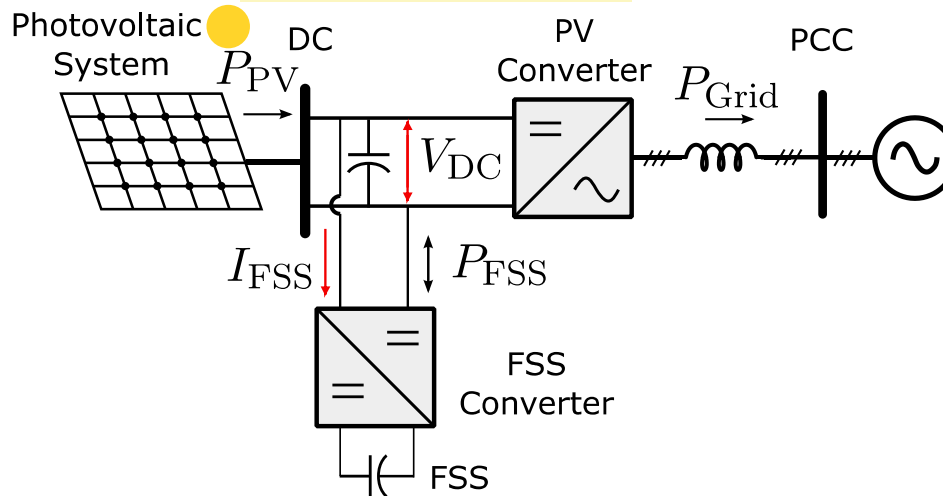 Photovoltaic
System
DC
PV
Converter
PCC
P_PV
P_Grid
V_DC
I_FSS
P_FSS
FSS
Converter
FSS